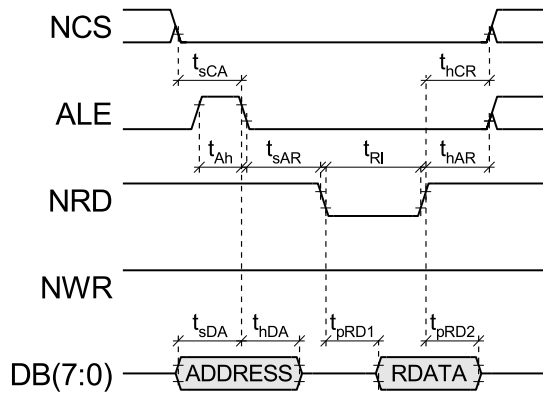 NCS
t_sCA t_hCR
ALE
t_Ah t_sAR t_RI t_hAR
NRD
NWR
t_sDA t_hDA t_pRD1 t_pRD2
DB(7:0) ADDRESS RDATA